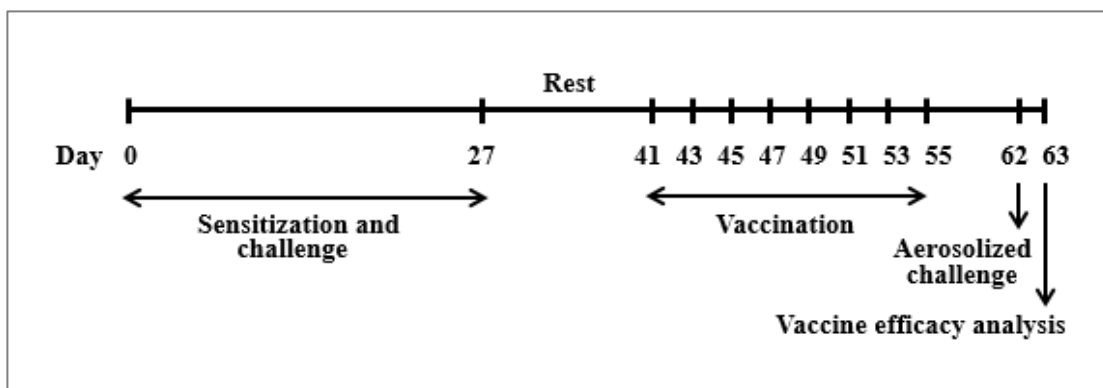 Rest
Day 0 27 41 43 45 47 49 51 53 55 62 63
Sensitization and
challenge
Vaccination
Aerosolized
challenge
Vaccine efficacy analysis